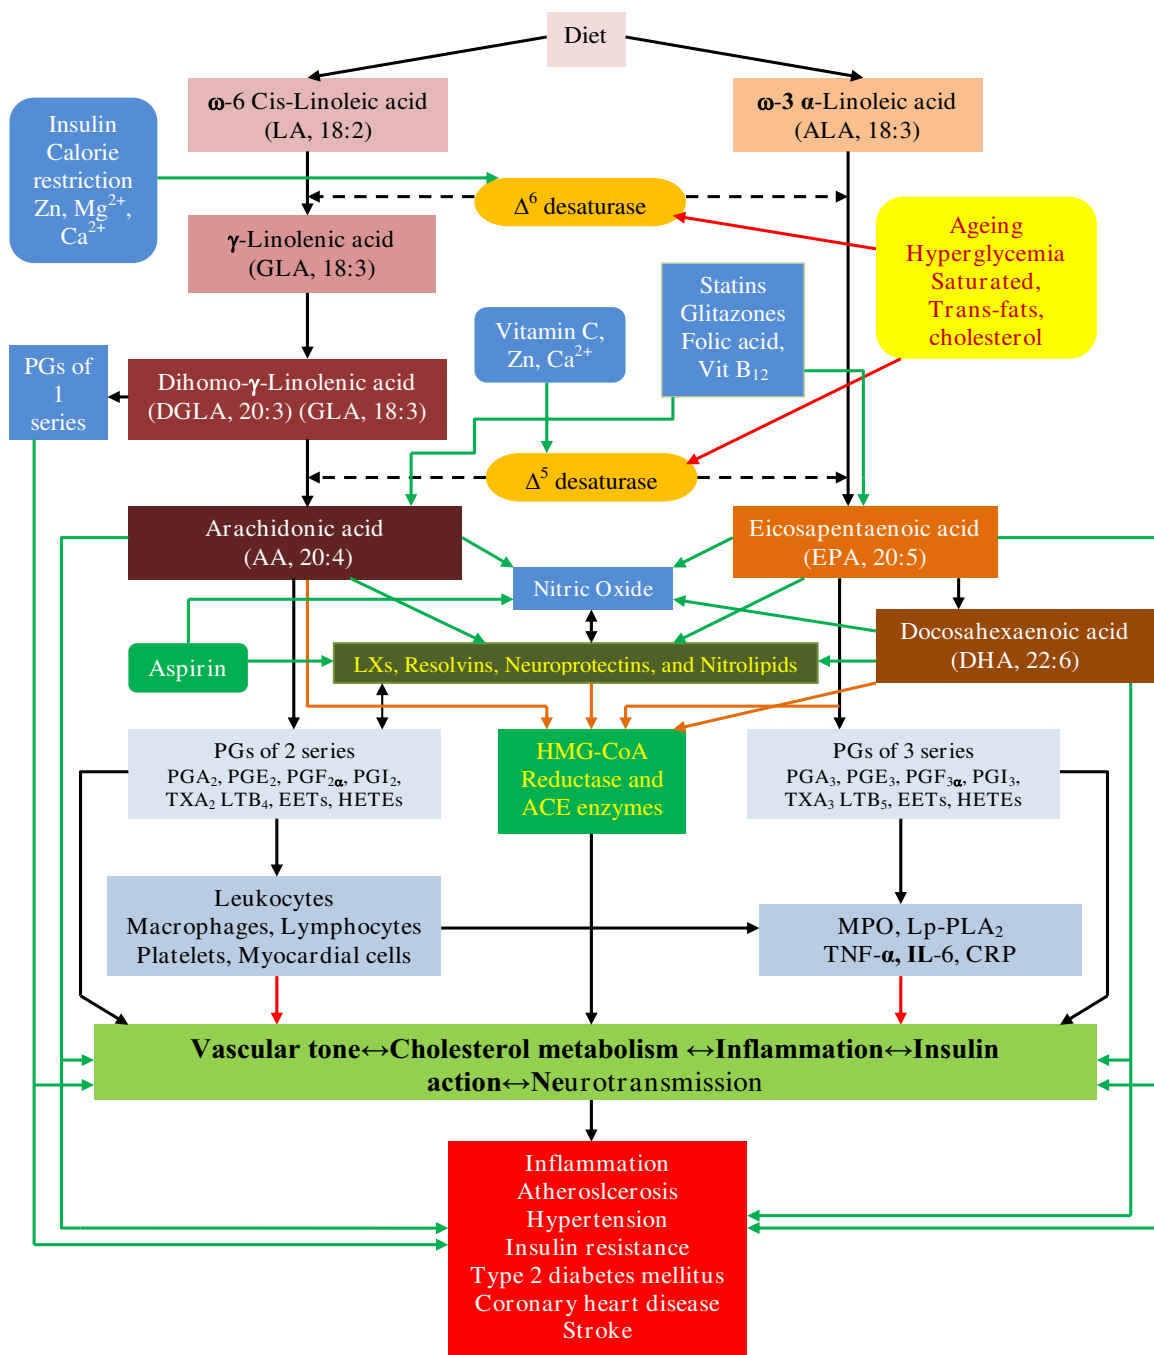 Diet
ω-6 Cis-Linoleic acid
(LA, 18:2)
ω-3 α-Linoleic acid
(ALA, 18:3)
Insulin
Calorie
restriction
Zn, Mg²⁺,
Ca²⁺
Δ⁶ desaturase
γ-Linolenic acid
(GLA, 18:3)
Ageing
Hyperglycemia
Saturated,
Trans-fats,
cholesterol
Statins
Glitazones
Folic acid,
Vit B₁₂
Vitamin C,
Zn, Ca²⁺
PGs of
1
series
Dihomo-γ-Linolenic acid
(DGLA, 20:3) (GLA, 18:3)
Δ⁵ desaturase
Arachidonic acid
(AA, 20:4)
Eicosapentaenoic acid
(EPA, 20:5)
Nitric Oxide
Docosahexaenoic acid
(DHA, 22:6)
Aspirin
LXs, Resolvins, Neuroprotectins, and Nitrolipids
PGs of 2 series
PGA₂, PGE₂, PGF₂α, PGI₂,
TXA₂ LTB₄, EETs, HETEs
HMG-CoA
Reductase and
ACE enzymes
PGs of 3 series
PGA₃, PGE₃, PGF₃α, PGI₃,
TXA₃ LTB₅, EETs, HETEs
Leukocytes
Macrophages, Lymphocytes
Platelets, Myocardial cells
MPO, Lp-PLA₂
TNF-α, IL-6, CRP
Vascular tone↔Cholesterol metabolism ↔Inflammation↔Insulin
action↔Neurotransmission
Inflammation
Atheroslcerosis
Hypertension
Insulin resistance
Type 2 diabetes mellitus
Coronary heart disease
Stroke